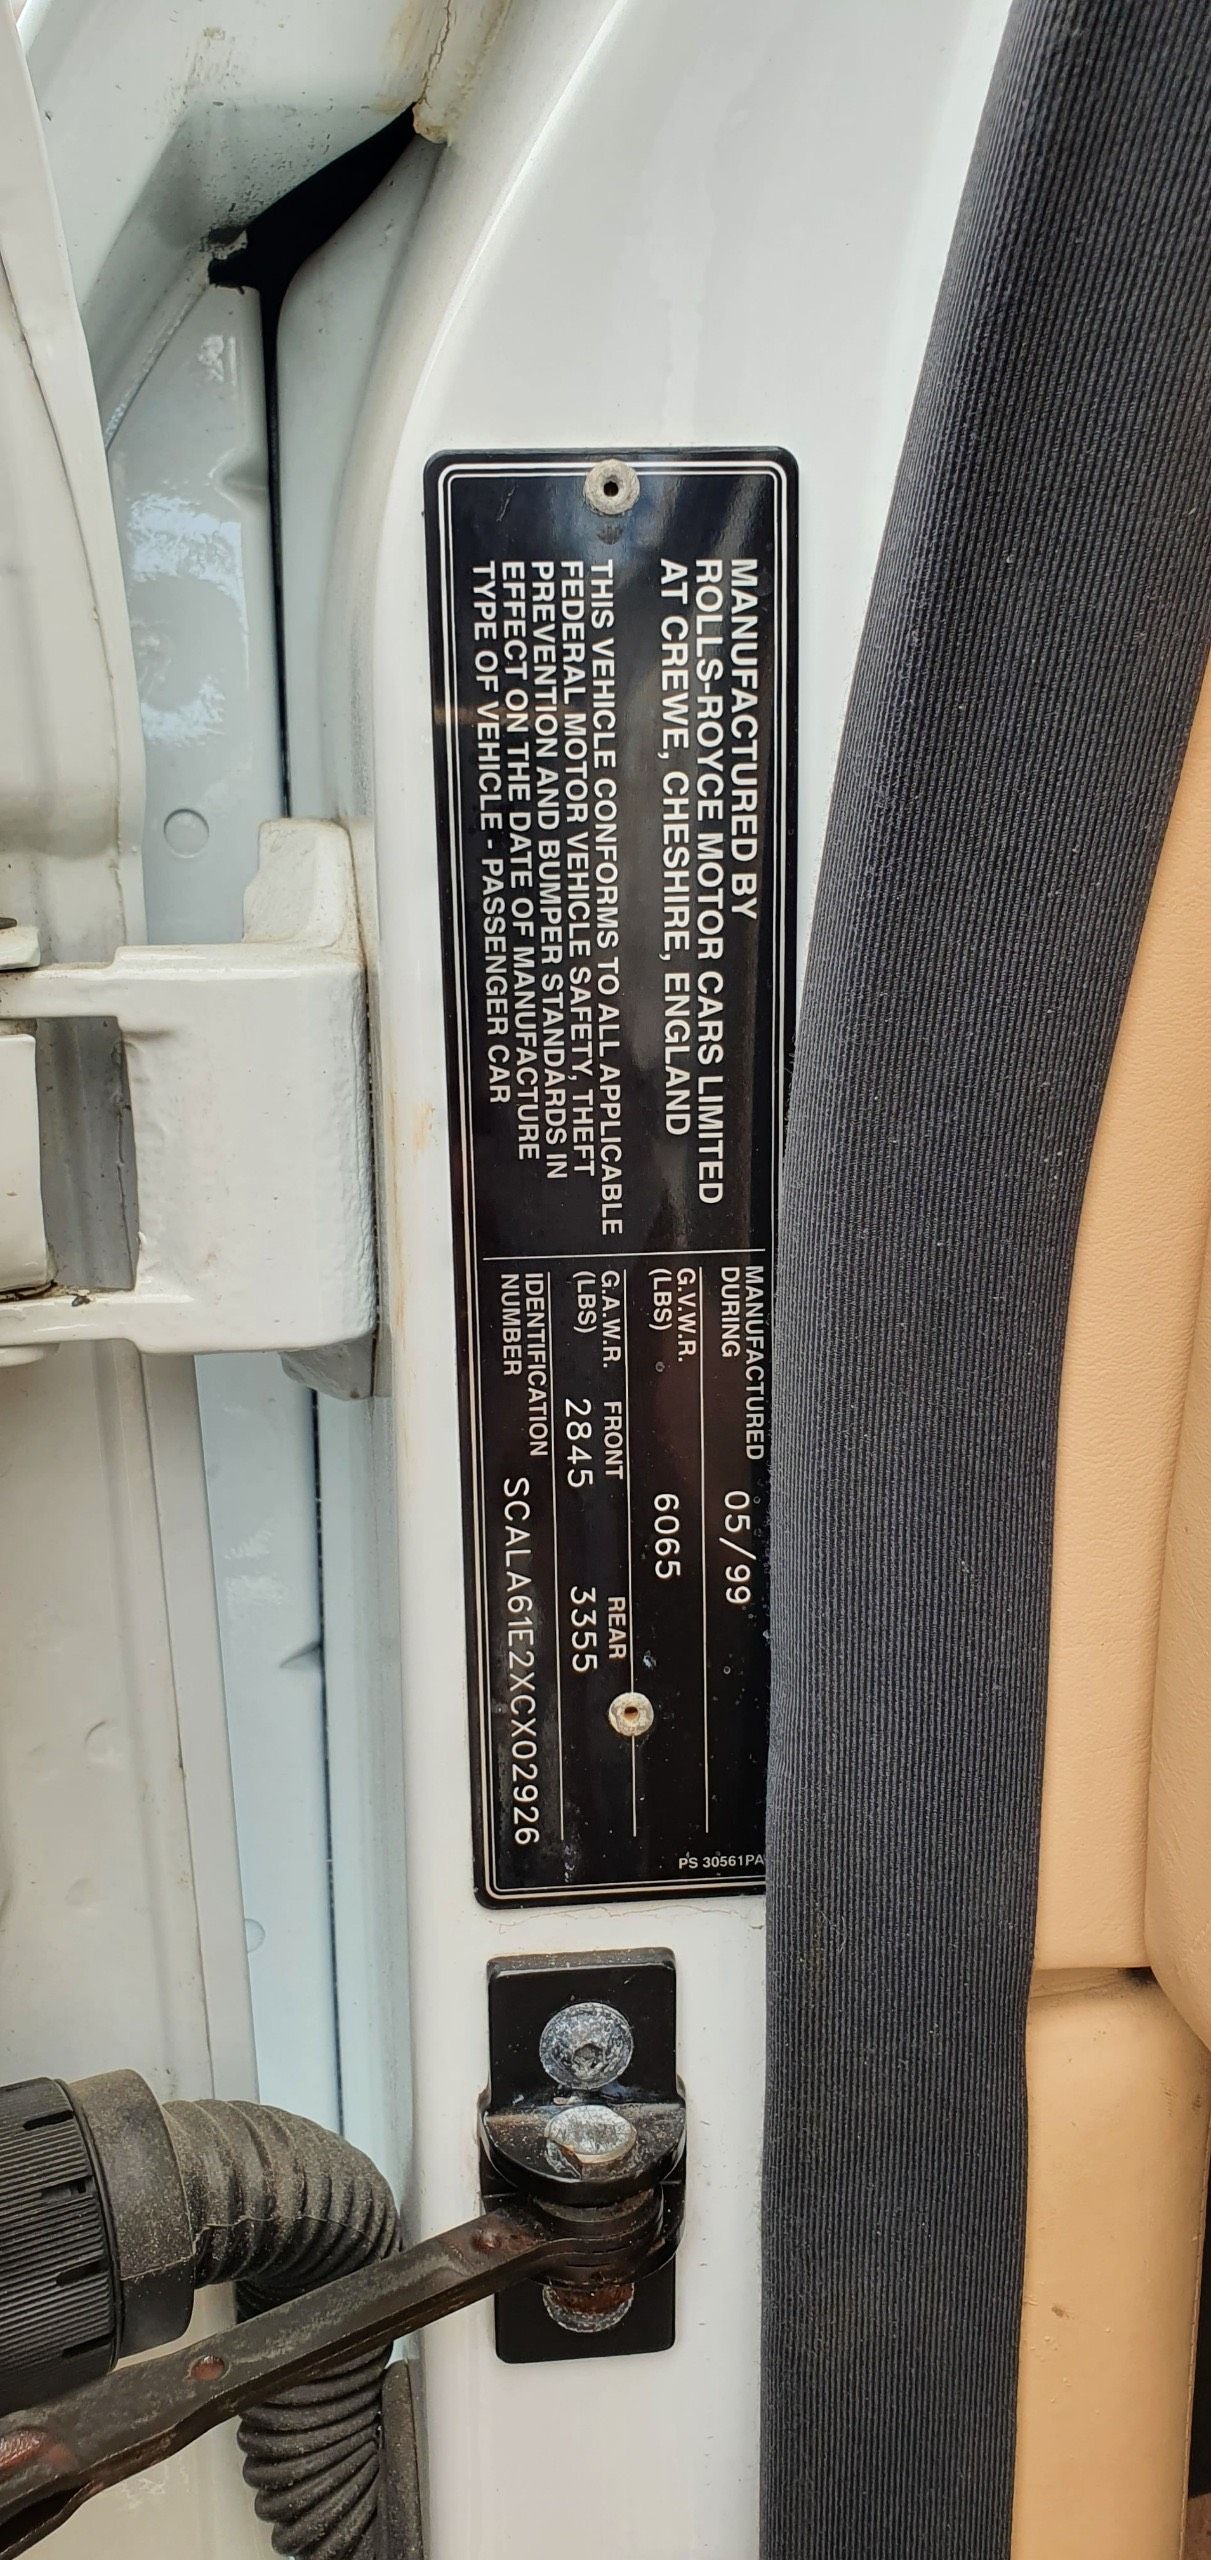 MANUFACTURED BY
ROLLS-ROYCE MOTOR CARS LIMITED
AT CREWE, CHESHIRE, ENGLAND
THIS VEHICLE CONFORMS TO ALL APPLICABLE
FEDERAL MOTOR VEHICLE SAFETY, THEFT
PREVENTION AND BUMPER STANDARDS IN
EFFECT ON THE DATE OF MANUFACTURE
TYPE OF VEHICLE - PASSENGER CAR
MANUFACTURED
DURING 05/99
G.V.W.R.
(LBS) 6065
G.A.W.R. FRONT REAR
(LBS) 2845 3355
IDENTIFICATION
NUMBER SCALA61E2XCX02926
PS 30561PA